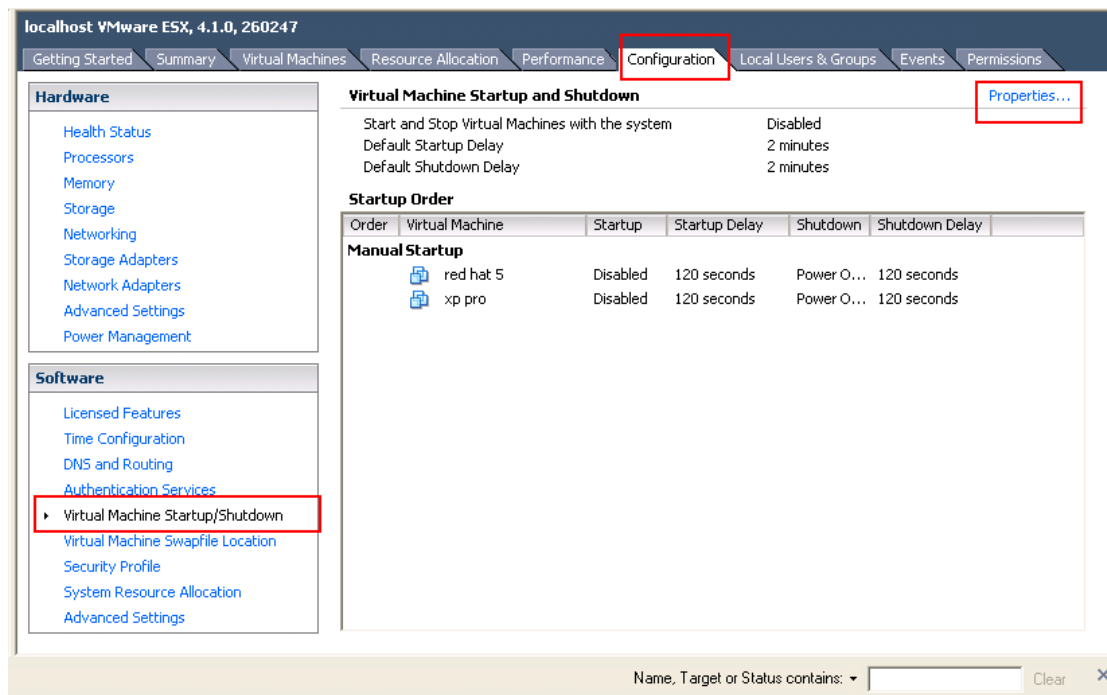 localhost VMware ESX, 4.1.0, 260247
Getting Started Summary Virtual Machines Resource Allocation Performance Configuration Local Users & Groups Events Permissions
Hardware
Health Status
Processors
Memory
Storage
Networking
Storage Adapters
Network Adapters
Advanced Settings
Power Management
Software
Licensed Features
Time Configuration
DNS and Routing
Authentication Services
Virtual Machine Startup/Shutdown
Virtual Machine Swapfile Location
Security Profile
System Resource Allocation
Advanced Settings
Virtual Machine Startup and Shutdown Properties...
Start and Stop Virtual Machines with the system Disabled
Default Startup Delay 2 minutes
Default Shutdown Delay 2 minutes
Startup Order
Order Virtual Machine Startup Startup Delay Shutdown Shutdown Delay
Manual Startup
red hat 5 Disabled 120 seconds Power O... 120 seconds
xp pro Disabled 120 seconds Power O... 120 seconds
Name, Target or Status contains: Clear